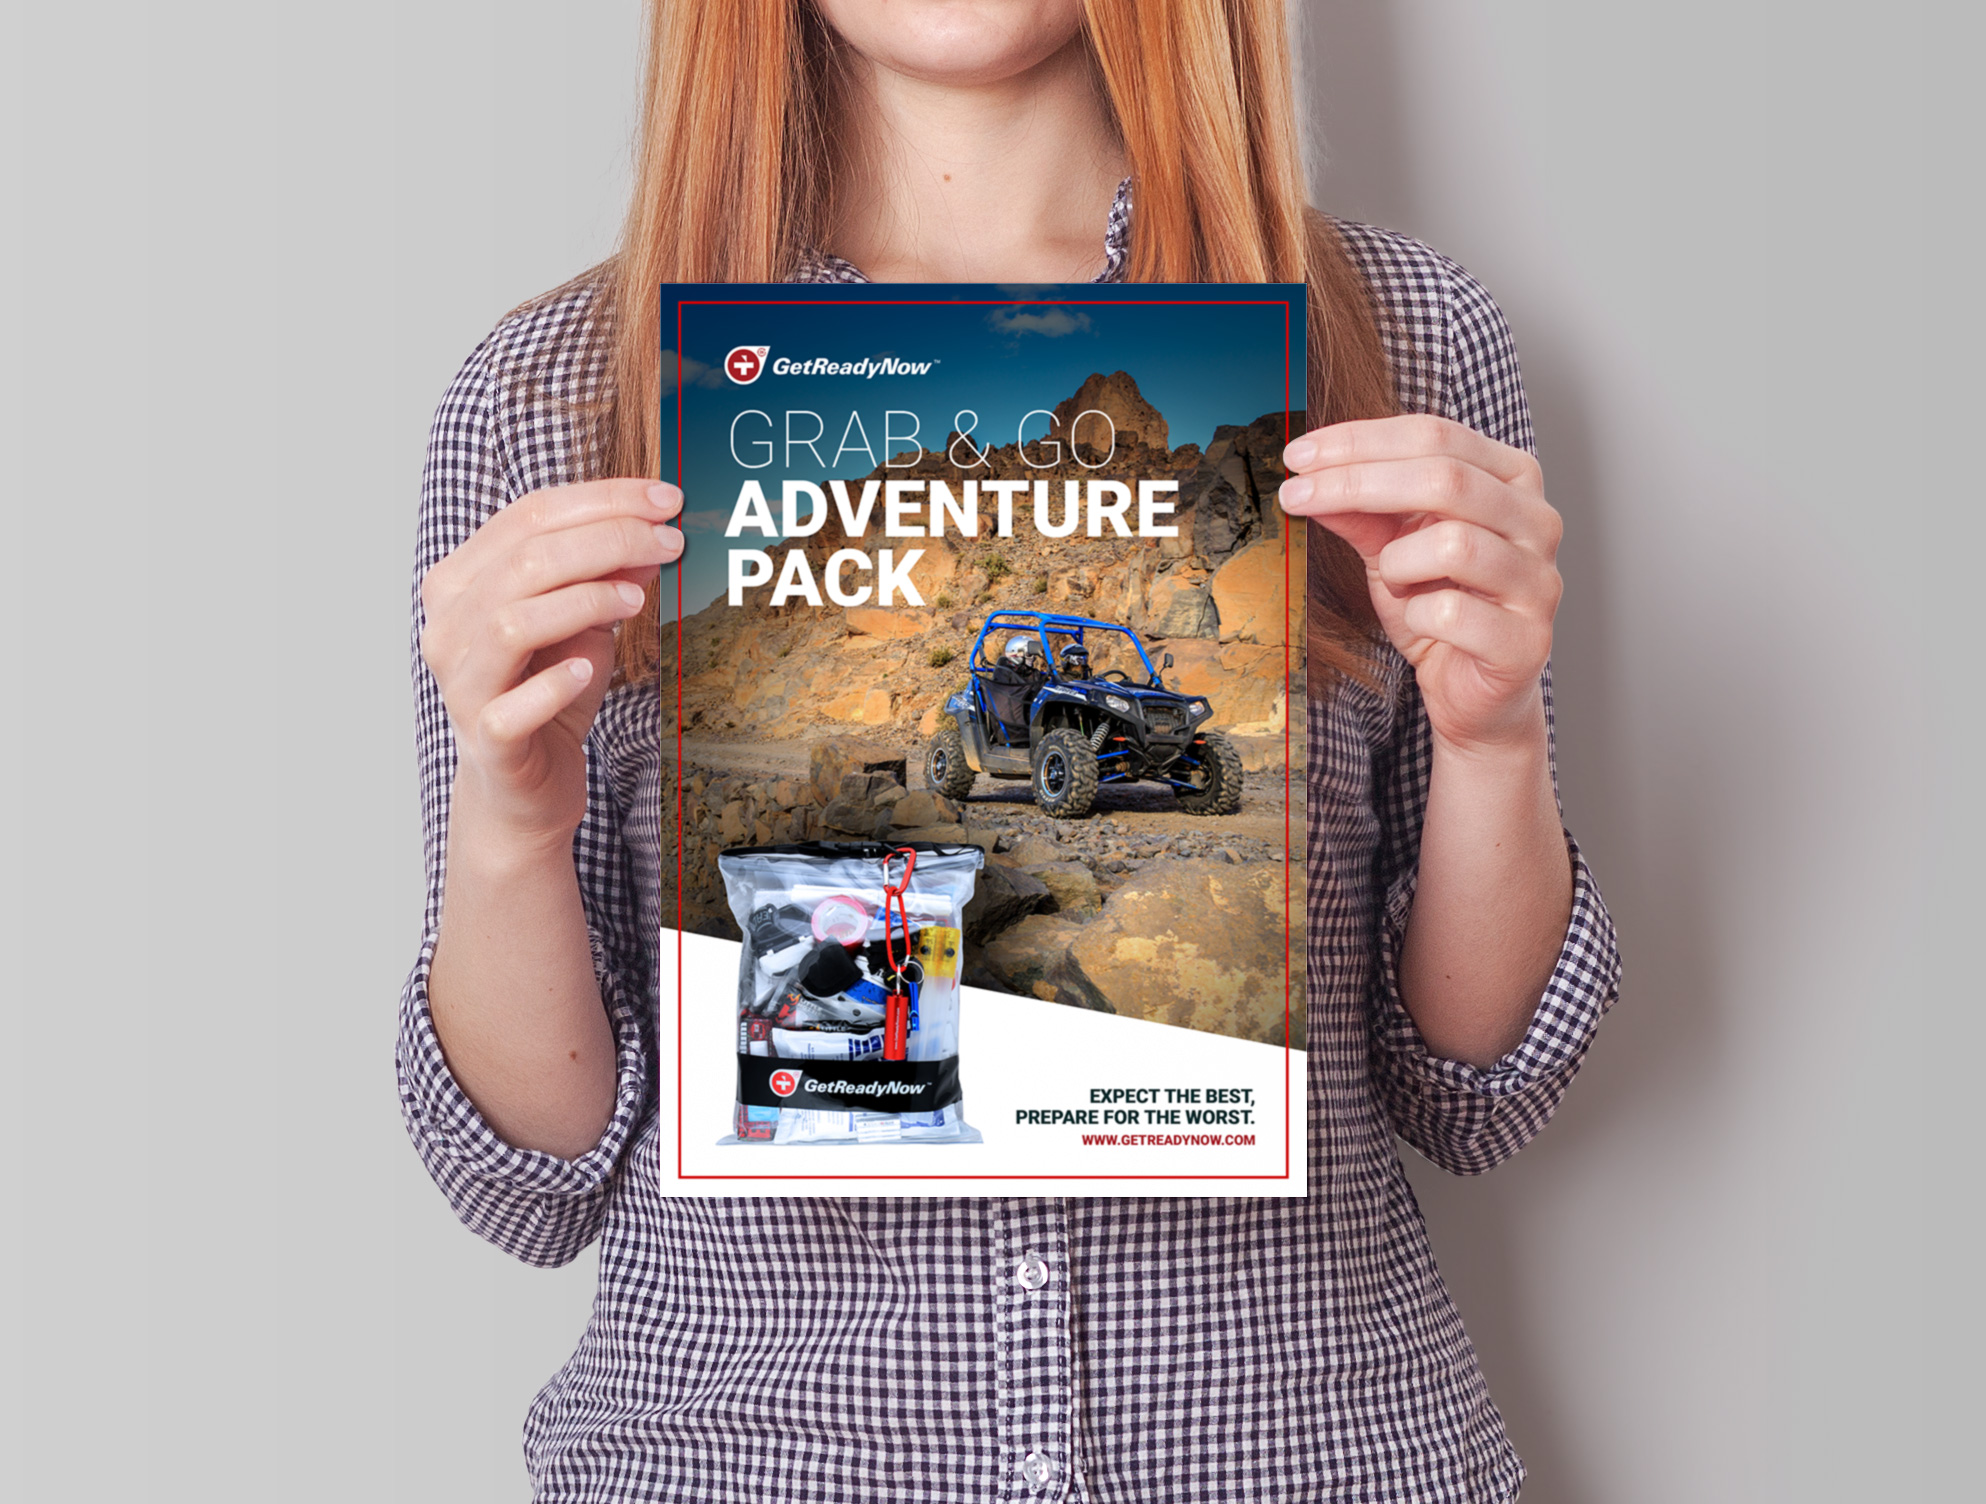 GetReadyNow™
GRAB & GO
ADVENTURE
PACK
GetReadyNow™
EXPECT THE BEST,
PREPARE FOR THE WORST.
WWW.GETREADYNOW.COM